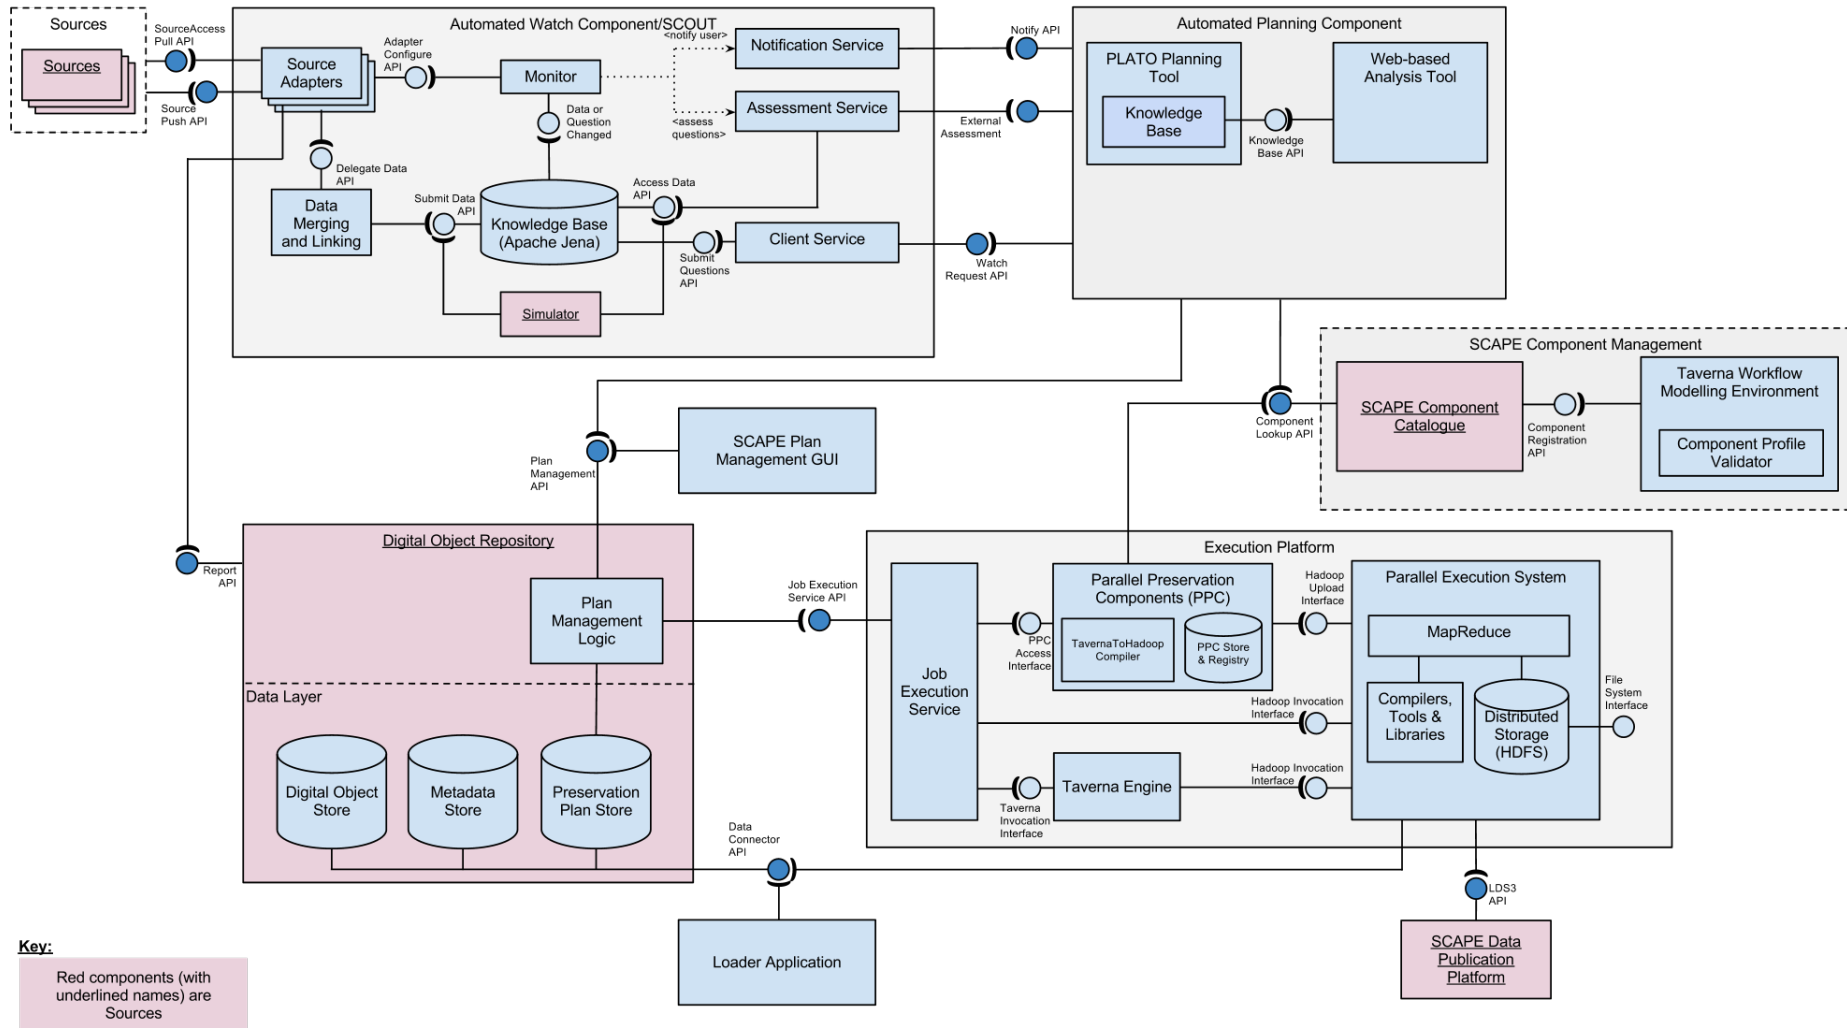 Sources
Sources
SourceAccess
Pull API
Source
Push API
Automated Watch Component/SCOUT
Source
Adapters
Adapter
Configure
API
Monitor
<notify user>
Notification Service
Data or
Question
Changed
<assess
questions>
Assessment Service
Delegate Data
API
Data
Merging
and Linking
Submit Data
API
Knowledge Base
(Apache Jena)
Access Data
API
Submit
Questions
API
Client Service
Simulator
Notify API
External
Assessment
Watch
Request API
Automated Planning Component
PLATO Planning
Tool
Knowledge
Base
Knowledge
Base API
Web-based
Analysis Tool
SCAPE Component Management
SCAPE Component
Catalogue
Component
Lookup API
Component
Registration
API
Taverna Workflow
Modelling Environment
Component Profile
Validator
Plan
Management
API
SCAPE Plan
Management GUI
Report
API
Digital Object Repository
Plan
Management
Logic
Data Layer
Digital Object
Store
Metadata
Store
Preservation
Plan Store
Job Execution
Service API
Execution Platform
Job
Execution
Service
PPC
Access
Interface
Parallel Preservation
Components (PPC)
TavernaToHadoop
Compiler
PPC Store
& Registry
Hadoop
Upload
Interface
Hadoop Invocation
Interface
Taverna
Invocation
Interface
Taverna Engine
Hadoop Invocation
Interface
Parallel Execution System
MapReduce
Compilers,
Tools &
Libraries
Distributed
Storage
(HDFS)
File
System
Interface
Data
Connector
API
Loader Application
LDS3
API
SCAPE Data
Publication
Platform
Key:
Red components (with
underlined names) are
Sources